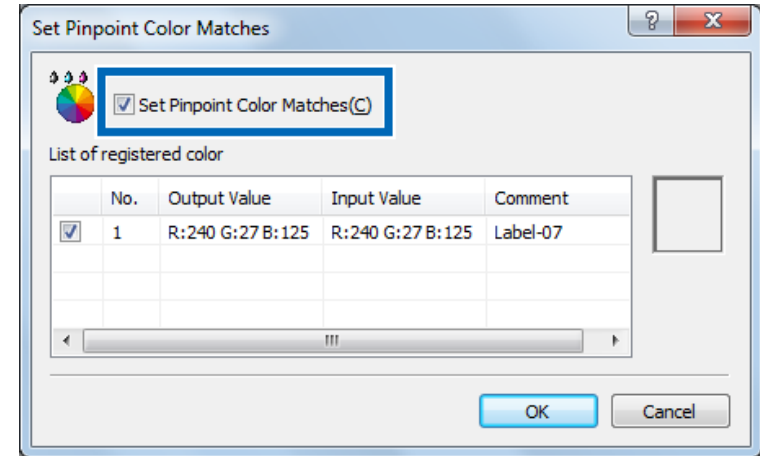 Set Pinpoint Color Matches
Set Pinpoint Color Matches(C)
List of registered color
No. Output Value Input Value Comment
1 R:240 G:27 B:125 R:240 G:27 B:125 Label-07
OK Cancel